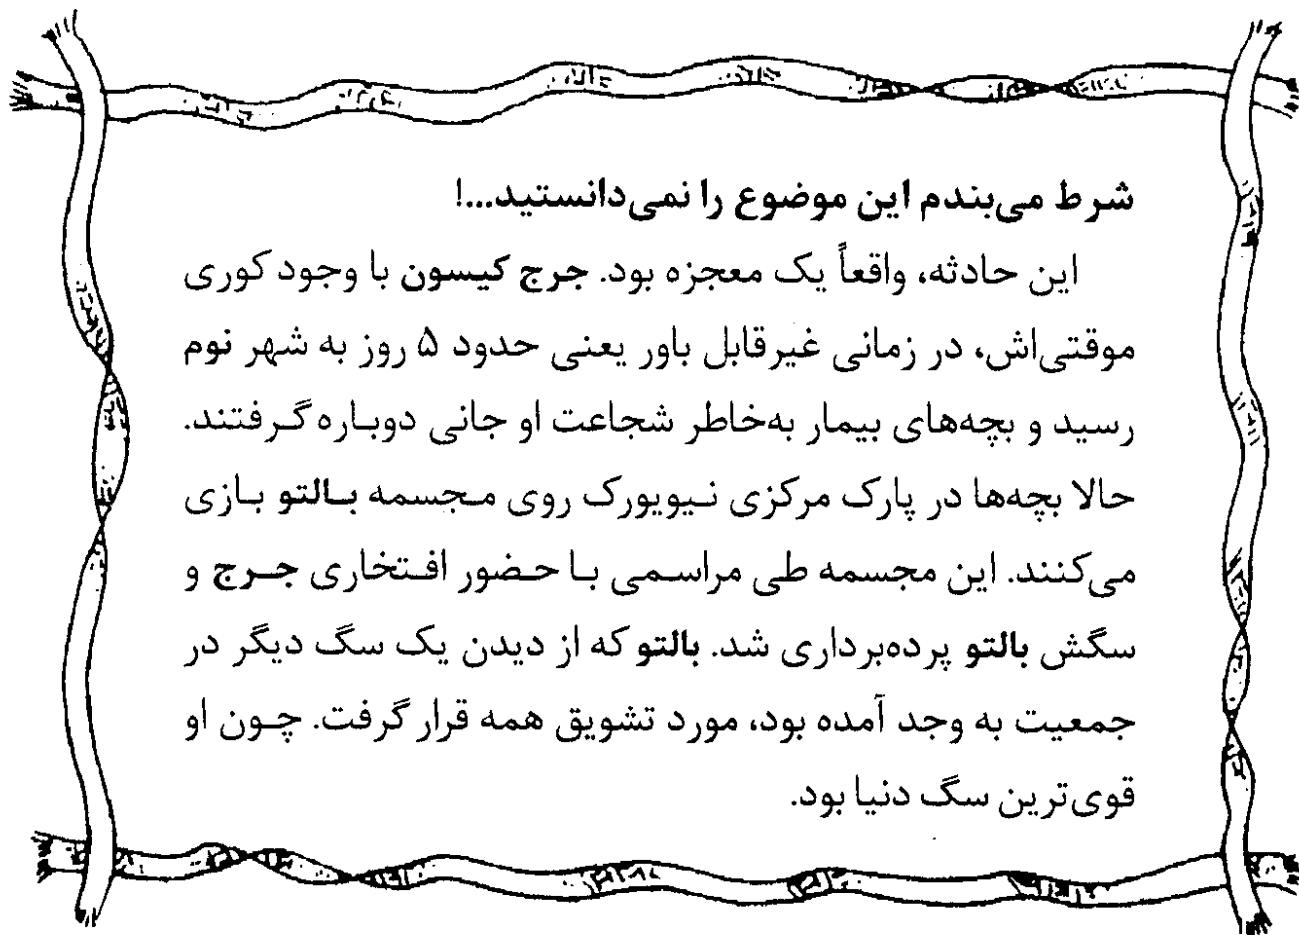 شرط می‌بندم این موضوع را نمی‌دانستید...!
این حادثه، واقعاً یک معجزه بود. جرج کیسون با وجود کوری
موقتی‌اش، در زمانی غیرقابل باور یعنی حدود ۵ روز به شهر نوم
رسید و بچه‌های بیمار به‌خاطر شجاعت او جانی دوباره گرفتند.
حالا بچه‌ها در پارک مرکزی نیویورک روی مجسمه بالتو بازی
می‌کنند. این مجسمه طی مراسمی با حضور افتخاری جرج و
سگش بالتو پرده‌برداری شد. بالتو که از دیدن یک سگ دیگر در
جمعیت به وجد آمده بود، مورد تشویق همه قرار گرفت. چون او
قوی‌ترین سگ دنیا بود.